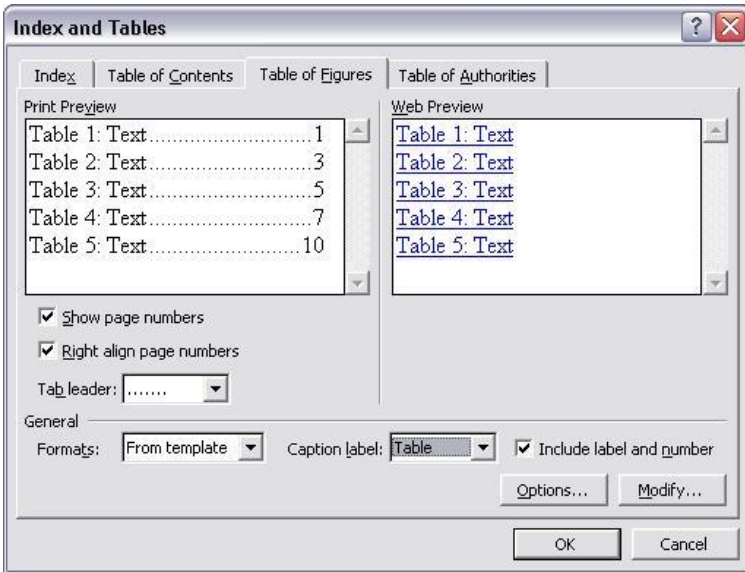 Index and Tables
Index
Table of Contents
Table of Figures
Table of Authorities
Print Preview
Table 1: Text..............................1
Table 2: Text..............................3
Table 3: Text..............................5
Table 4: Text..............................7
Table 5: Text............................10
Web Preview
Table 1: Text
Table 2: Text
Table 3: Text
Table 4: Text
Table 5: Text
Show page numbers
Right align page numbers
Tab leader: .......
General
Formats: From template Caption label: Table Include label and number
Options... Modify...
OK Cancel